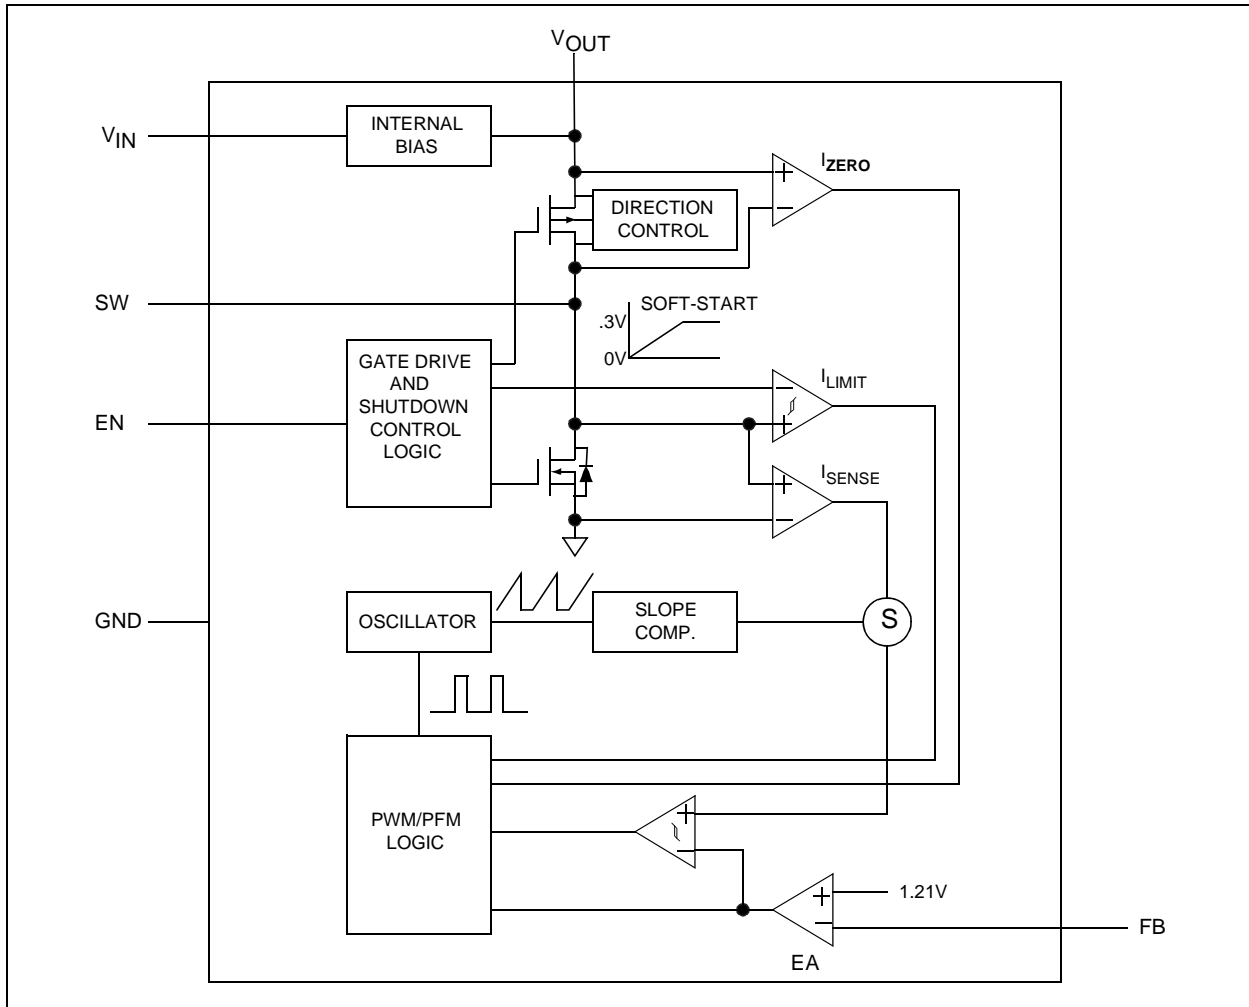 VOUT
VIN
INTERNAL
BIAS
IZERO
+
−
DIRECTION
CONTROL
SW
SOFT-START
.3V
0V
GATE DRIVE
AND
SHUTDOWN
CONTROL
LOGIC
ILIMIT
−
+
EN
ISENSE
+
−
GND
OSCILLATOR
SLOPE
COMP.
S
PWM/PFM
LOGIC
+
−
+
1.21V
−
FB
EA